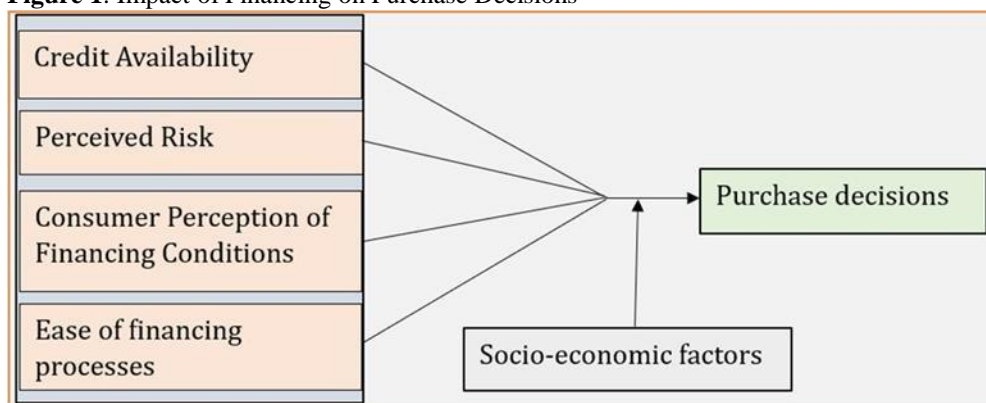 Figure 1. Impact of Financing on Purchase Decisions
Credit Availability
Perceived Risk
Consumer Perception of
Financing Conditions
Ease of financing
processes
Purchase decisions
Socio-economic factors